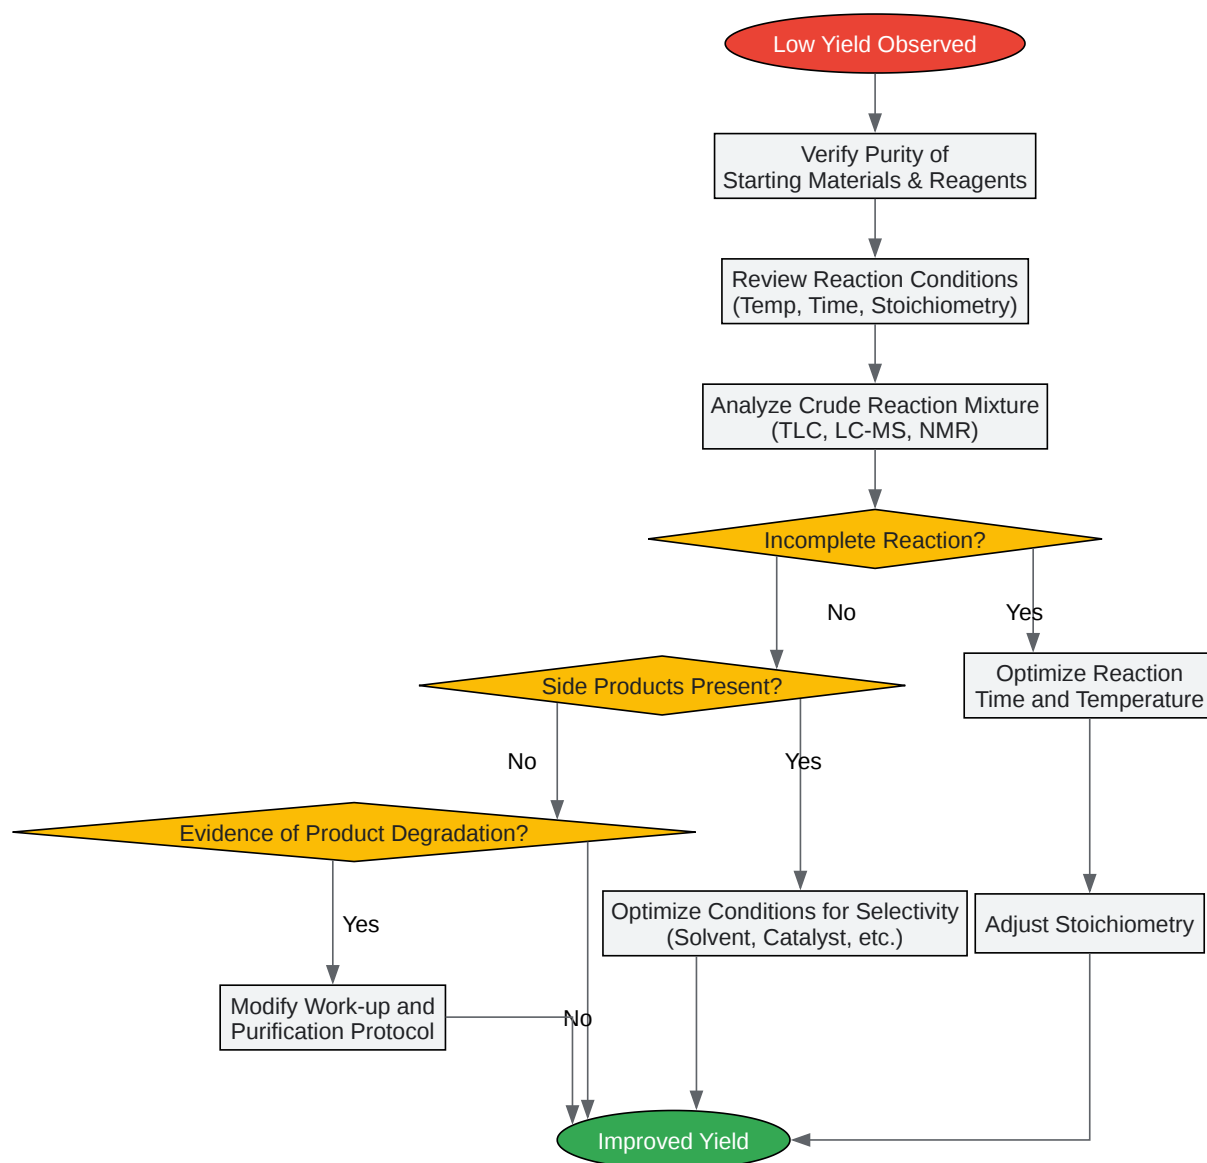 Low Yield Observed
Verify Purity of
Starting Materials & Reagents
Review Reaction Conditions
(Temp, Time, Stoichiometry)
Analyze Crude Reaction Mixture
(TLC, LC-MS, NMR)
Incomplete Reaction?
No
Yes
Side Products Present?
Optimize Reaction
Time and Temperature
No
Yes
Evidence of Product Degradation?
Yes
Optimize Conditions for Selectivity
(Solvent, Catalyst, etc.)
Adjust Stoichiometry
Modify Work-up and
Purification Protocol
No
Improved Yield